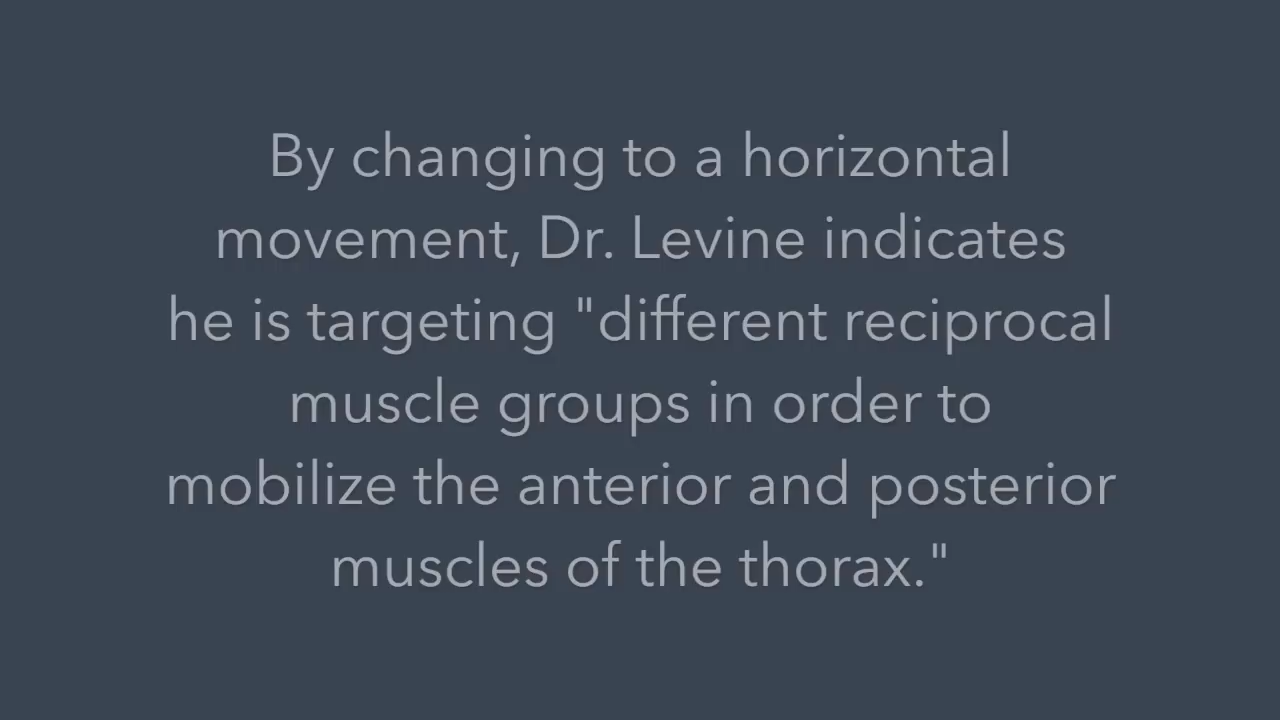 By changing to a horizontal
movement, Dr. Levine indicates
he is targeting "different reciprocal
muscle groups in order to
mobilize the anterior and posterior
muscles of the thorax."